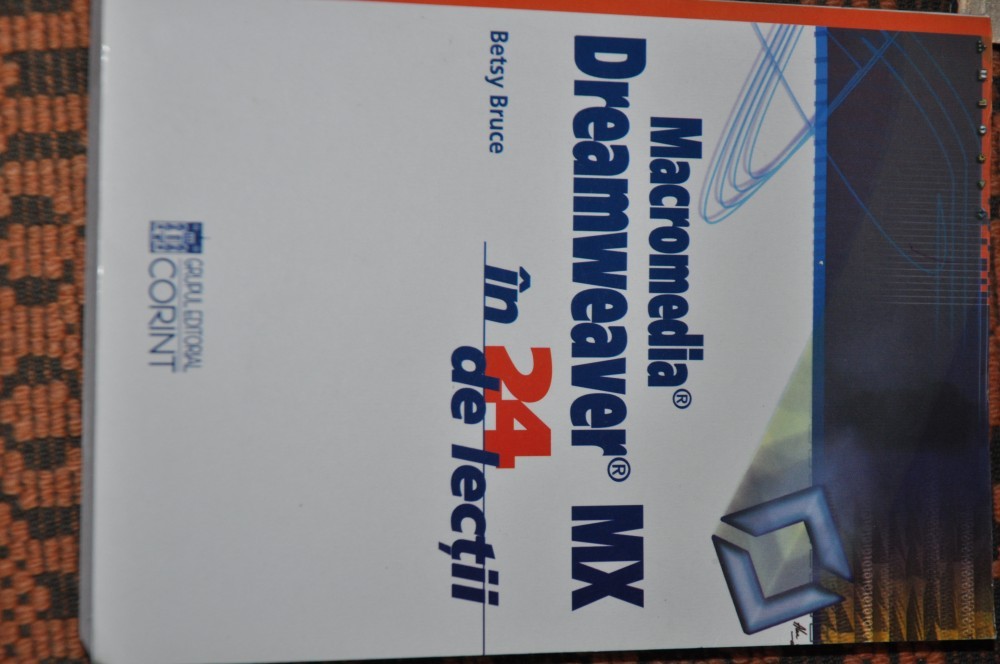 Macromedia®
Dreamweaver® MX
Betsy Bruce
în 24
de lecții
GRUPUL EDITORIAL
CORINT